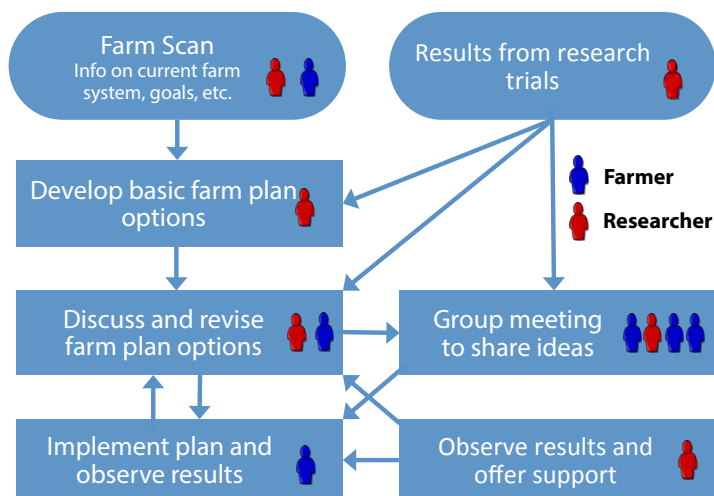 Farm Scan
Info on current farm
system, goals, etc.
Results from research
trials
Develop basic farm plan
options
Farmer
Researcher
Discuss and revise
farm plan options
Group meeting
to share ideas
Implement plan and
observe results
Observe results and
offer support